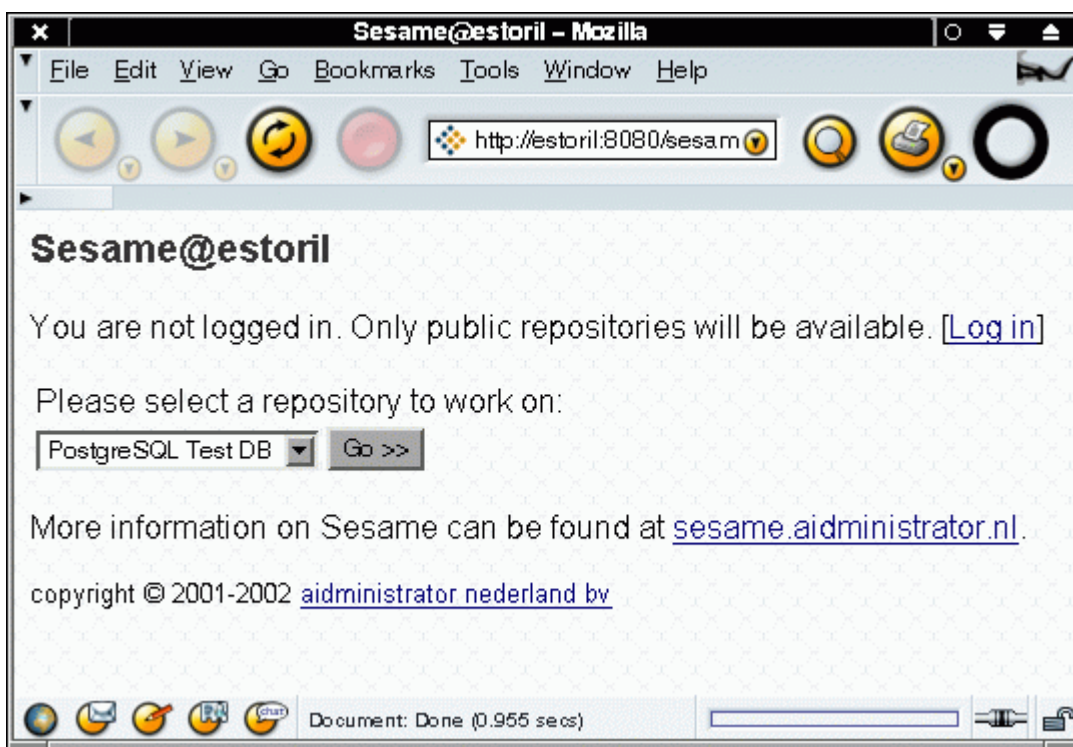 Sesame@estoril – Mozilla
File Edit View Go Bookmarks Tools Window Help
http://estoril:8080/sesam
Sesame@estoril
You are not logged in. Only public repositories will be available. [Log in]
Please select a repository to work on:
PostgreSQL Test DB Go >>
More information on Sesame can be found at sesame.aidministrator.nl.
copyright © 2001-2002 aidministrator nederland bv
chat Document: Done (0.955 secs)